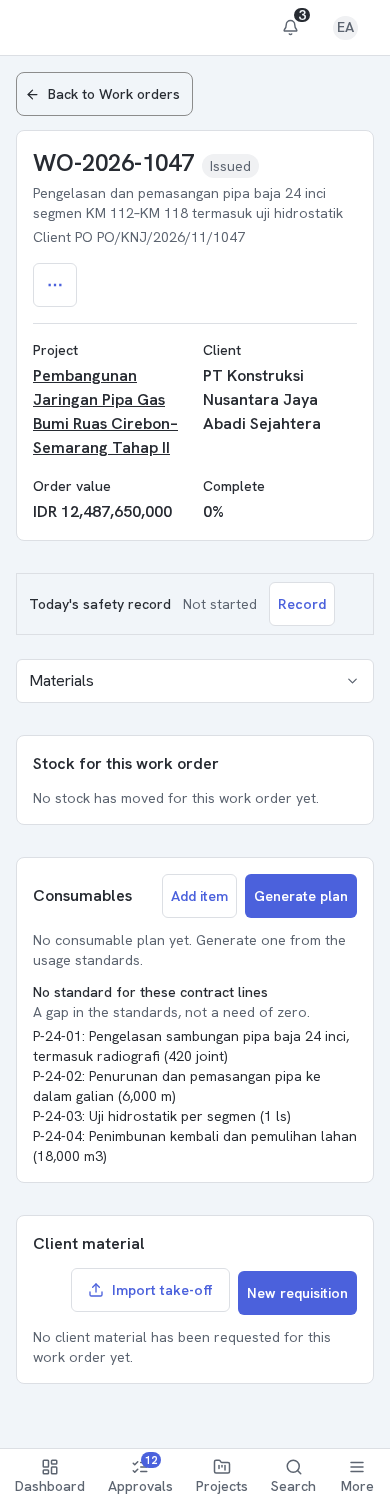 3
EA
Back to Work orders
WO-2026-1047 Issued
Pengelasan dan pemasangan pipa baja 24 inci
segmen KM 112–KM 118 termasuk uji hidrostatik
Client PO PO/KNJ/2026/11/1047
Project
Pembangunan
Jaringan Pipa Gas
Bumi Ruas Cirebon–
Semarang Tahap II
Client
PT Konstruksi
Nusantara Jaya
Abadi Sejahtera
Order value
IDR 12,487,650,000
Complete
0%
Today's safety record Not started Record
Materials
Stock for this work order
No stock has moved for this work order yet.
Consumables Add item Generate plan
No consumable plan yet. Generate one from the
usage standards.
No standard for these contract lines
A gap in the standards, not a need of zero.
P-24-01: Pengelasan sambungan pipa baja 24 inci,
termasuk radiografi (420 joint)
P-24-02: Penurunan dan pemasangan pipa ke
dalam galian (6,000 m)
P-24-03: Uji hidrostatik per segmen (1 ls)
P-24-04: Penimbunan kembali dan pemulihan lahan
(18,000 m3)
Client material
Import take-off New requisition
No client material has been requested for this
work order yet.
12
Dashboard Approvals Projects Search More